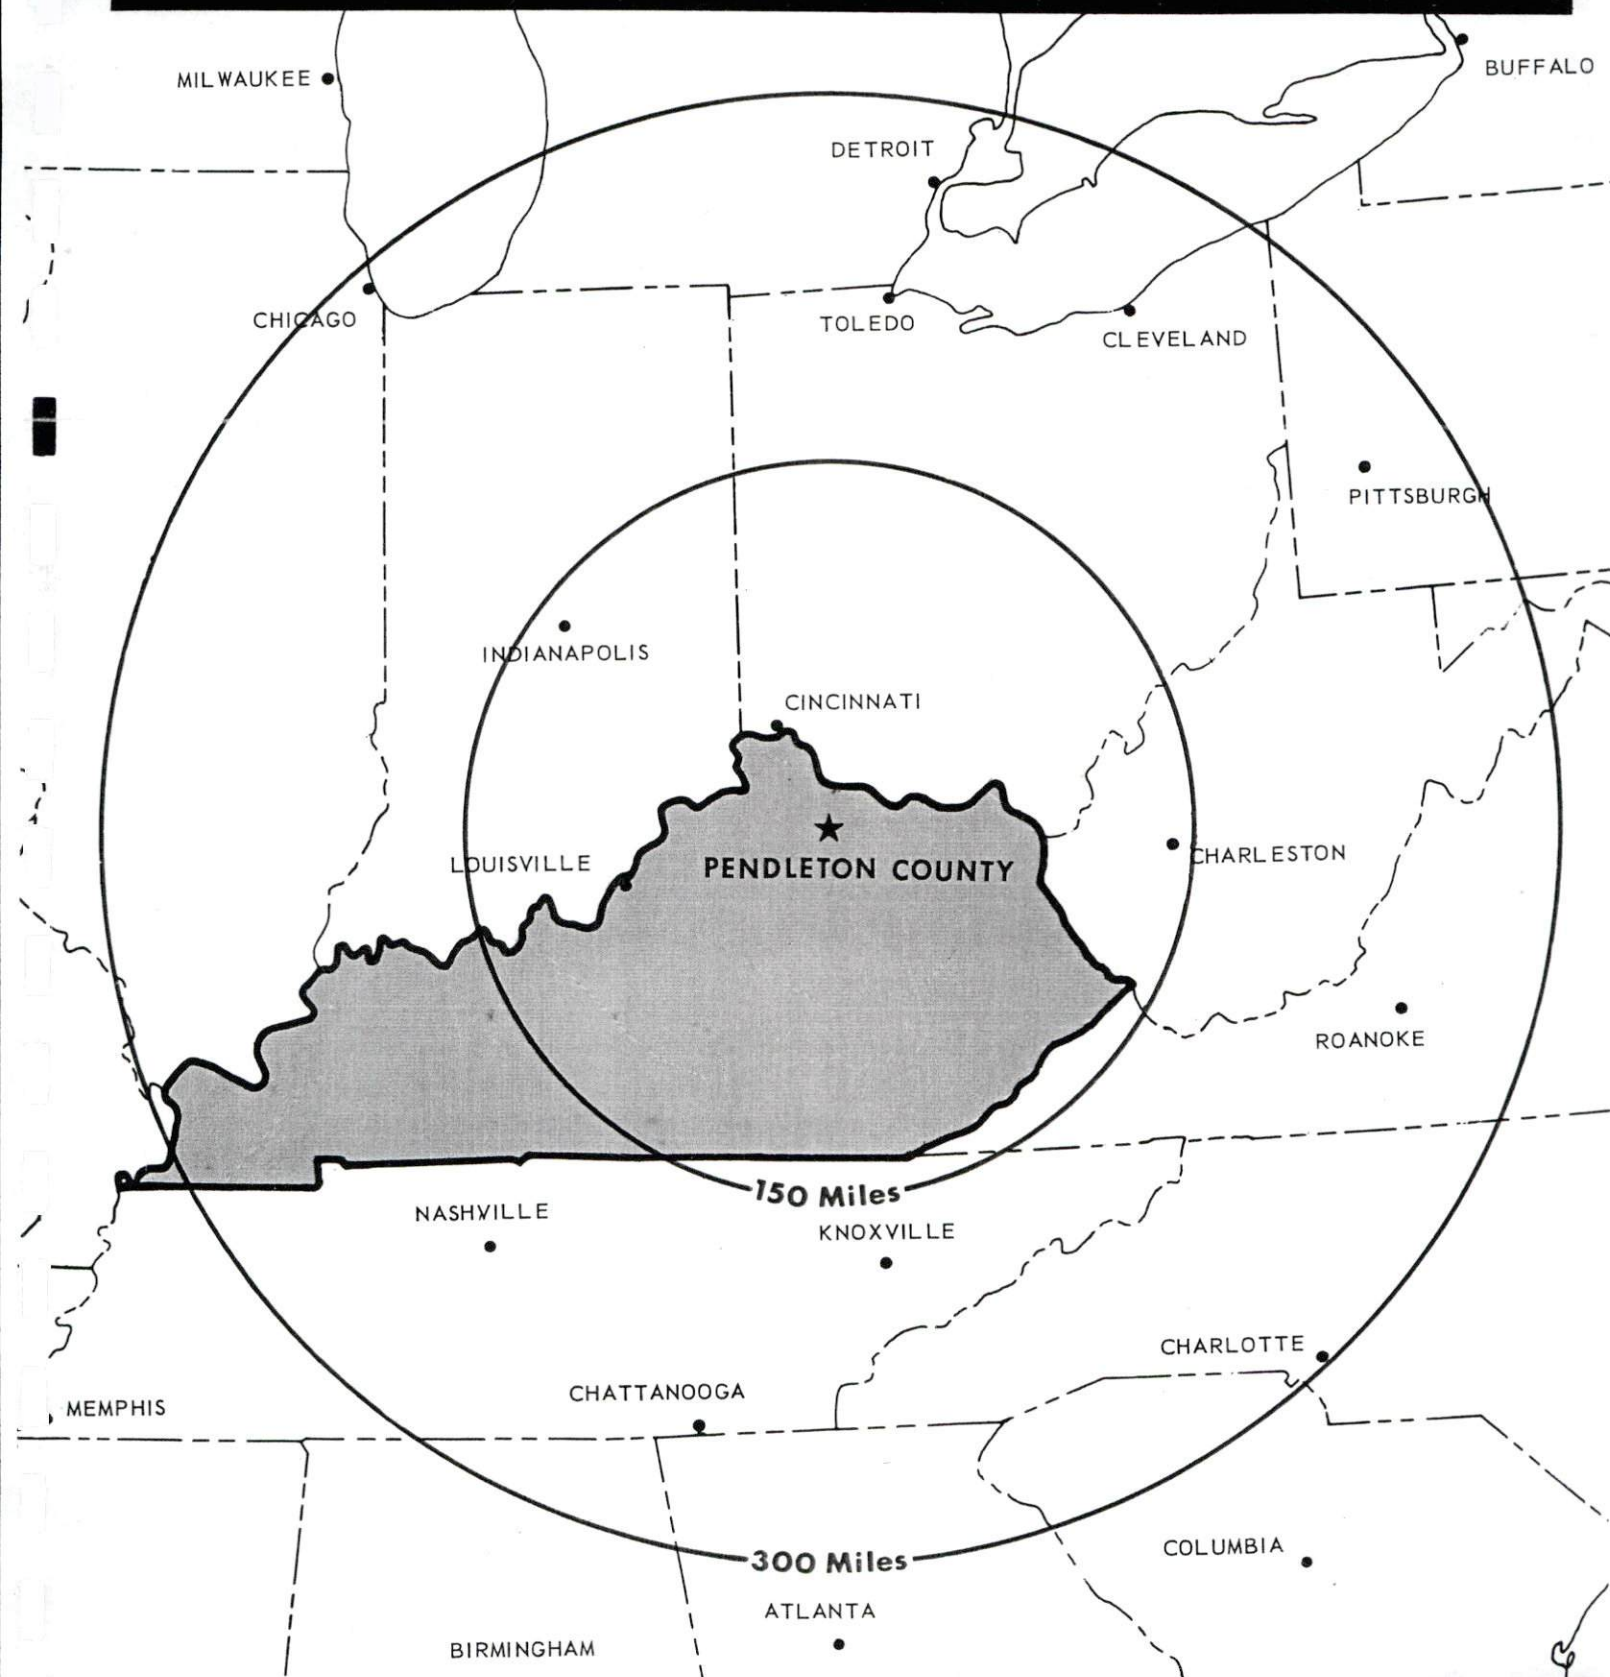 MILWAUKEE
BUFFALO
DETROIT
CHICAGO
TOLEDO
CLEVELAND
PITTSBURGH
INDIANAPOLIS
CINCINNATI
LOUISVILLE
PENDLETON COUNTY
CHARLESTON
ROANOKE
150 Miles
NASHVILLE
KNOXVILLE
CHARLOTTE
CHATTANOOGA
MEMPHIS
COLUMBIA
300 Miles
ATLANTA
BIRMINGHAM